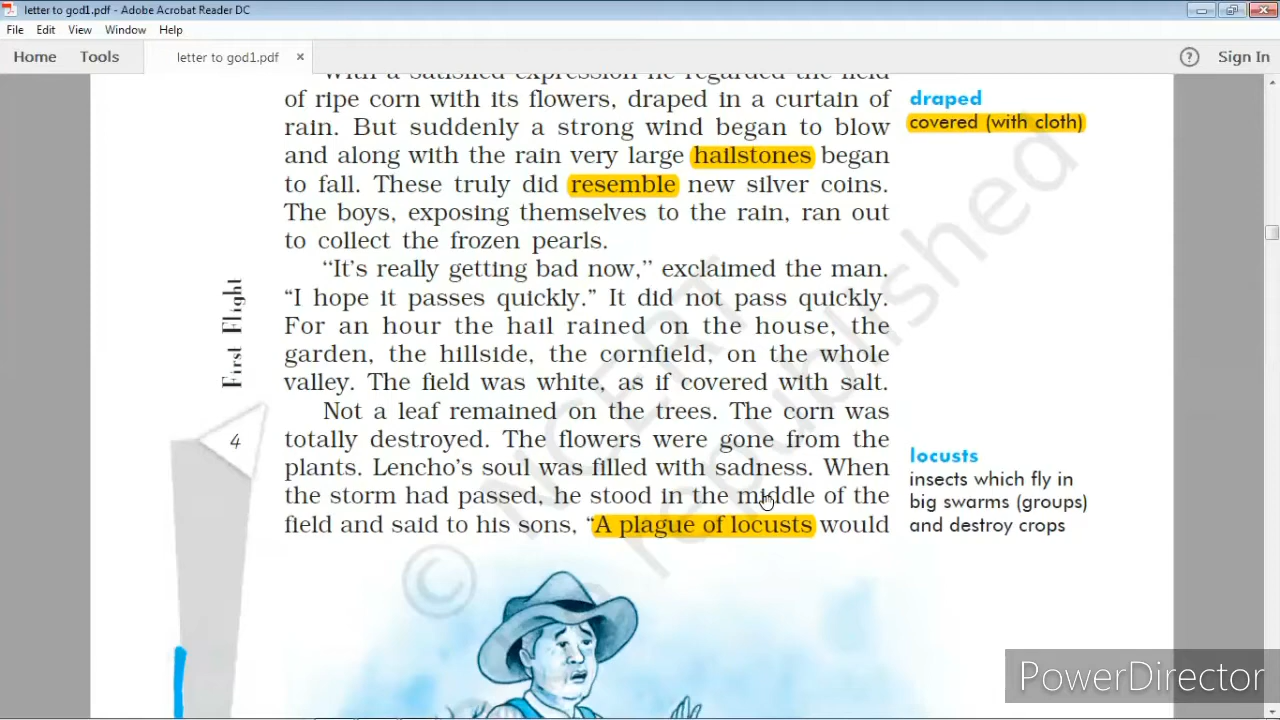 letter to god1.pdf - Adobe Acrobat Reader DC
File Edit View Window Help
Home Tools letter to god1.pdf × ? Sign In
With a satisfied expression he regarded the field
of ripe corn with its flowers, draped in a curtain of
rain. But suddenly a strong wind began to blow
and along with the rain very large hailstones began
to fall. These truly did resemble new silver coins.
The boys, exposing themselves to the rain, ran out
to collect the frozen pearls.
“It's really getting bad now,” exclaimed the man.
“I hope it passes quickly.” It did not pass quickly.
For an hour the hail rained on the house, the
garden, the hillside, the cornfield, on the whole
valley. The field was white, as if covered with salt.
Not a leaf remained on the trees. The corn was
totally destroyed. The flowers were gone from the
plants. Lencho's soul was filled with sadness. When
the storm had passed, he stood in the middle of the
field and said to his sons, “A plague of locusts would
draped
covered (with cloth)
locusts
insects which fly in
big swarms (groups)
and destroy crops
First Flight
4
© NCERT
republished
PowerDirector